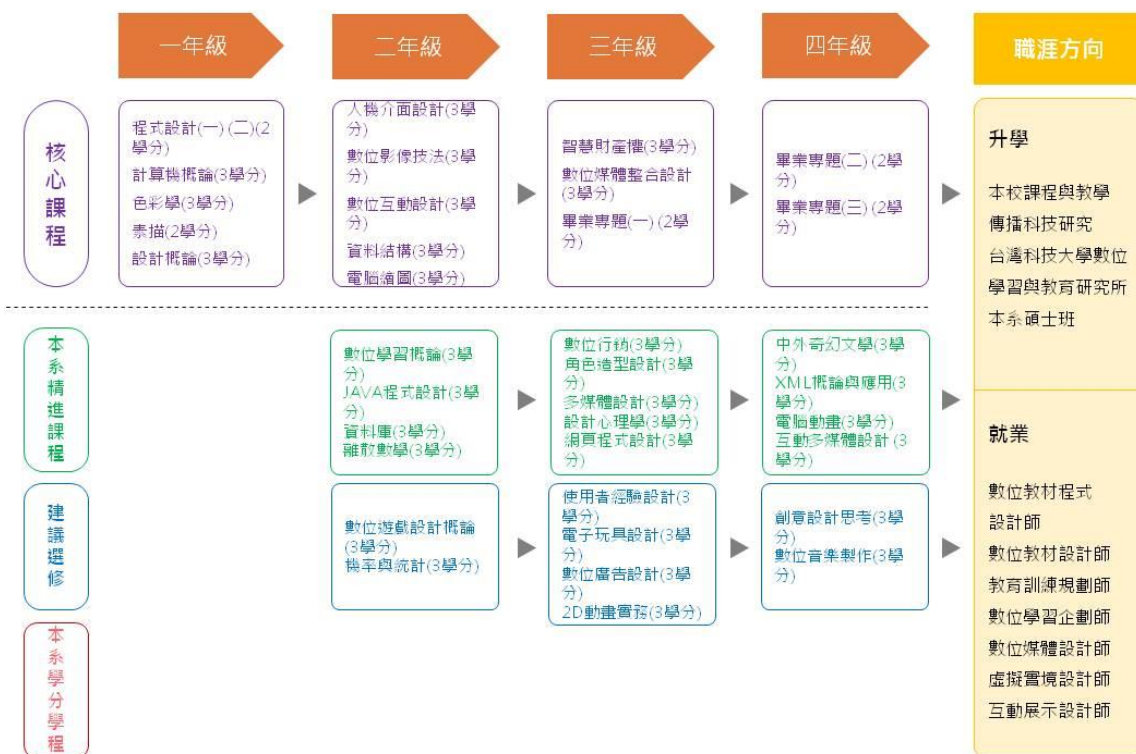 一年級
二年級
三年級
四年級
職涯方向
核
心
課
程
程式設計(一) (二)(2
學分)
計算機概論(3學分)
色彩學(3學分)
素描(2學分)
設計概論(3學分)
人機介面設計(3學
分)
數位影像技法(3學
分)
數位互動設計(3學
分)
資料結構(3學分)
電腦繪圖(3學分)
智慧財產權(3學分)
數位媒體整合設計
(3學分)
畢業專題(一) (2學
分)
畢業專題(二) (2學
分)
畢業專題(三) (2學
分)
升學
本校課程與教學
傳播科技研究
台灣科技大學數位
學習與教育研究所
本系碩士班
本
系
精
進
課
程
數位學習概論(3學
分)
JAVA程式設計(3學
分)
資料庫(3學分)
離散數學(3學分)
數位行銷(3學分)
角色造型設計(3學
分)
多媒體設計(3學分)
設計心理學(3學分)
網頁程式設計(3學
分)
中外奇幻文學(3學
分)
XML概論與應用(3
學分)
電腦動畫(3學分)
互動多媒體設計 (3
學分)
建
議
選
修
數位遊戲設計概論
(3學分)
機率與統計(3學分)
使用者經驗設計(3
學分)
電子玩具設計(3學
分)
數位廣告設計(3學
分)
2D動畫實務(3學分)
創意設計思考(3學
分)
數位音樂製作(3學
分)
就業
數位教材程式
設計師
數位教材設計師
教育訓練規劃師
數位學習企劃師
數位媒體設計師
虛擬實境設計師
互動展示設計師
本
系
學
分
學
程